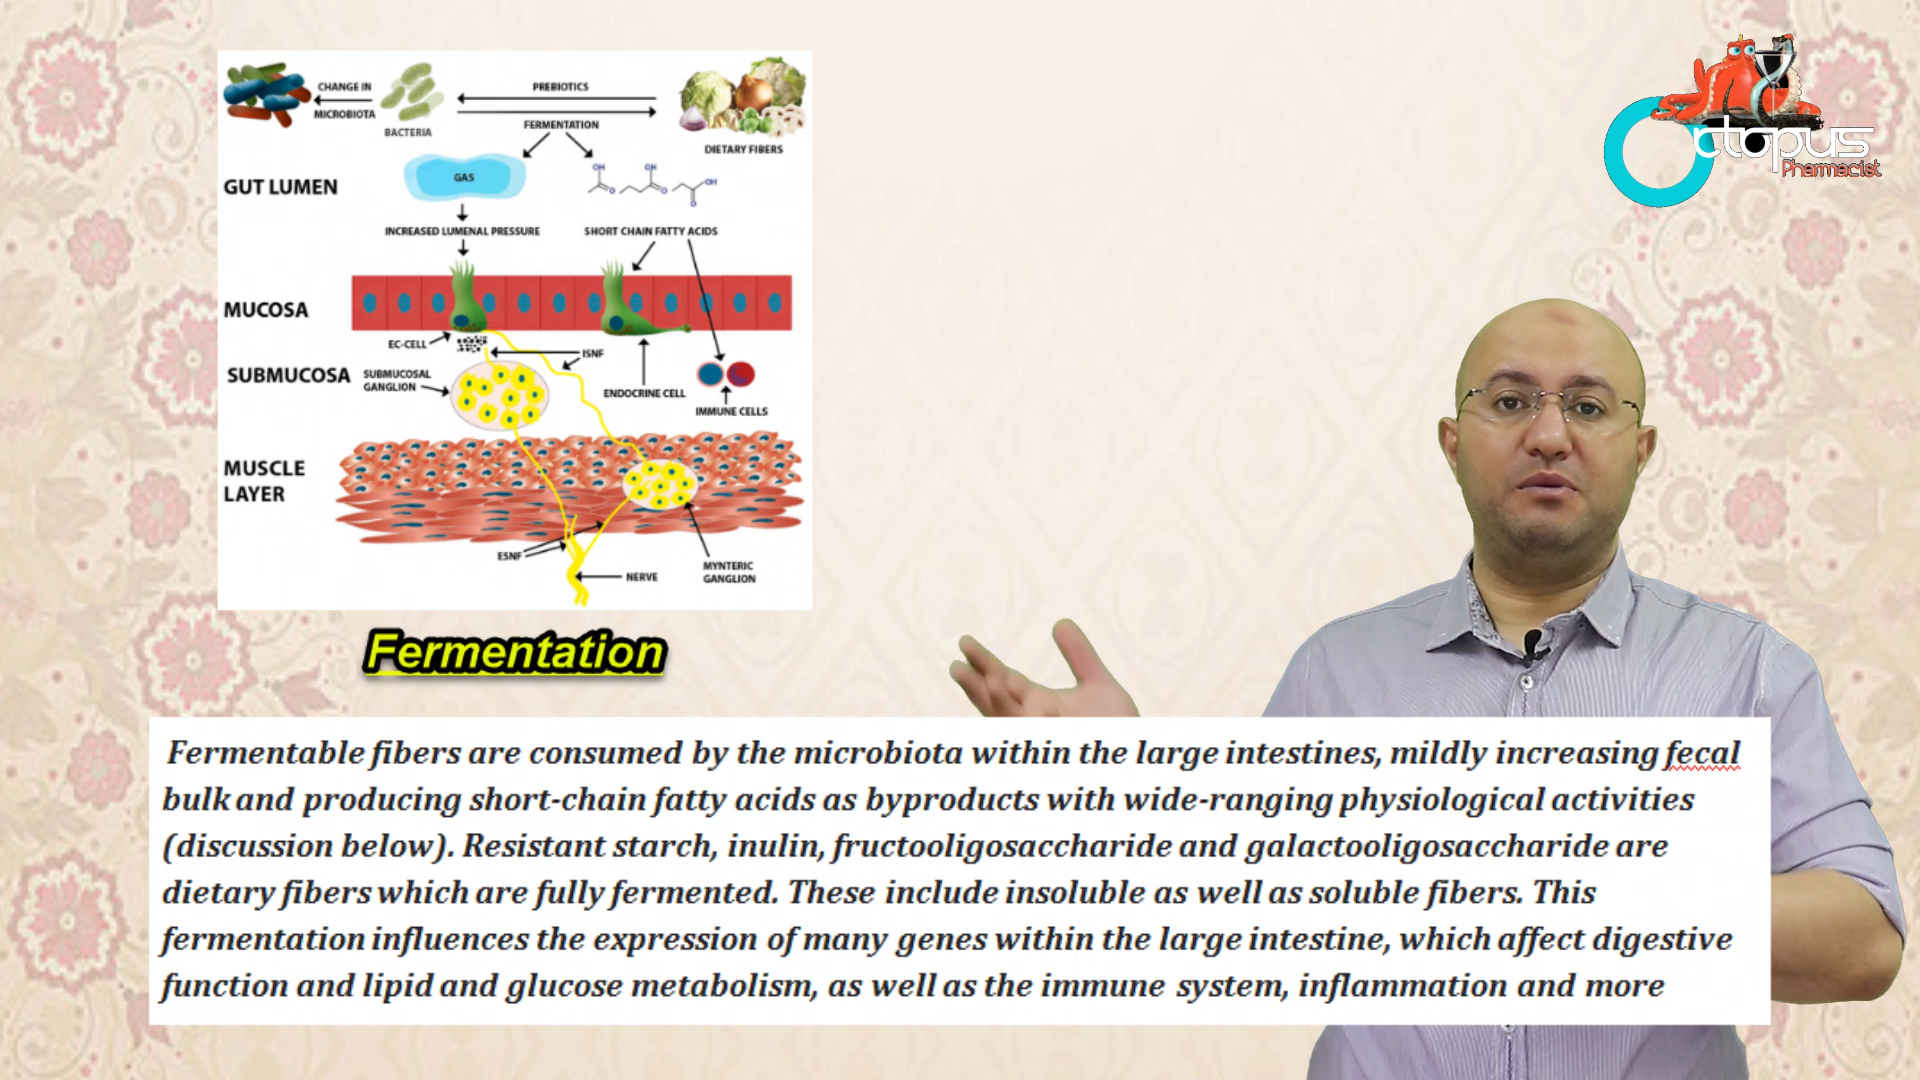 CHANGE IN
MICROBIOTA
BACTERIA
PREBIOTICS
FERMENTATION
DIETARY FIBERS
GUT LUMEN
GAS
OH
O
OH
O
OH
O
INCREASED LUMENAL PRESSURE
SHORT CHAIN FATTY ACIDS
MUCOSA
EC-CELL
ISNF
SUBMUCOSA
SUBMUCOSAL
GANGLION
ENDOCRINE CELL
IMMUNE CELLS
MUSCLE
LAYER
ESNF
NERVE
MYNTERIC
GANGLION
Octopus
Pharmacist
Fermentation
Fermentable fibers are consumed by the microbiota within the large intestines, mildly increasing fecal
bulk and producing short-chain fatty acids as byproducts with wide-ranging physiological activities
(discussion below). Resistant starch, inulin, fructooligosaccharide and galactooligosaccharide are
dietary fibers which are fully fermented. These include insoluble as well as soluble fibers. This
fermentation influences the expression of many genes within the large intestine, which affect digestive
function and lipid and glucose metabolism, as well as the immune system, inflammation and more